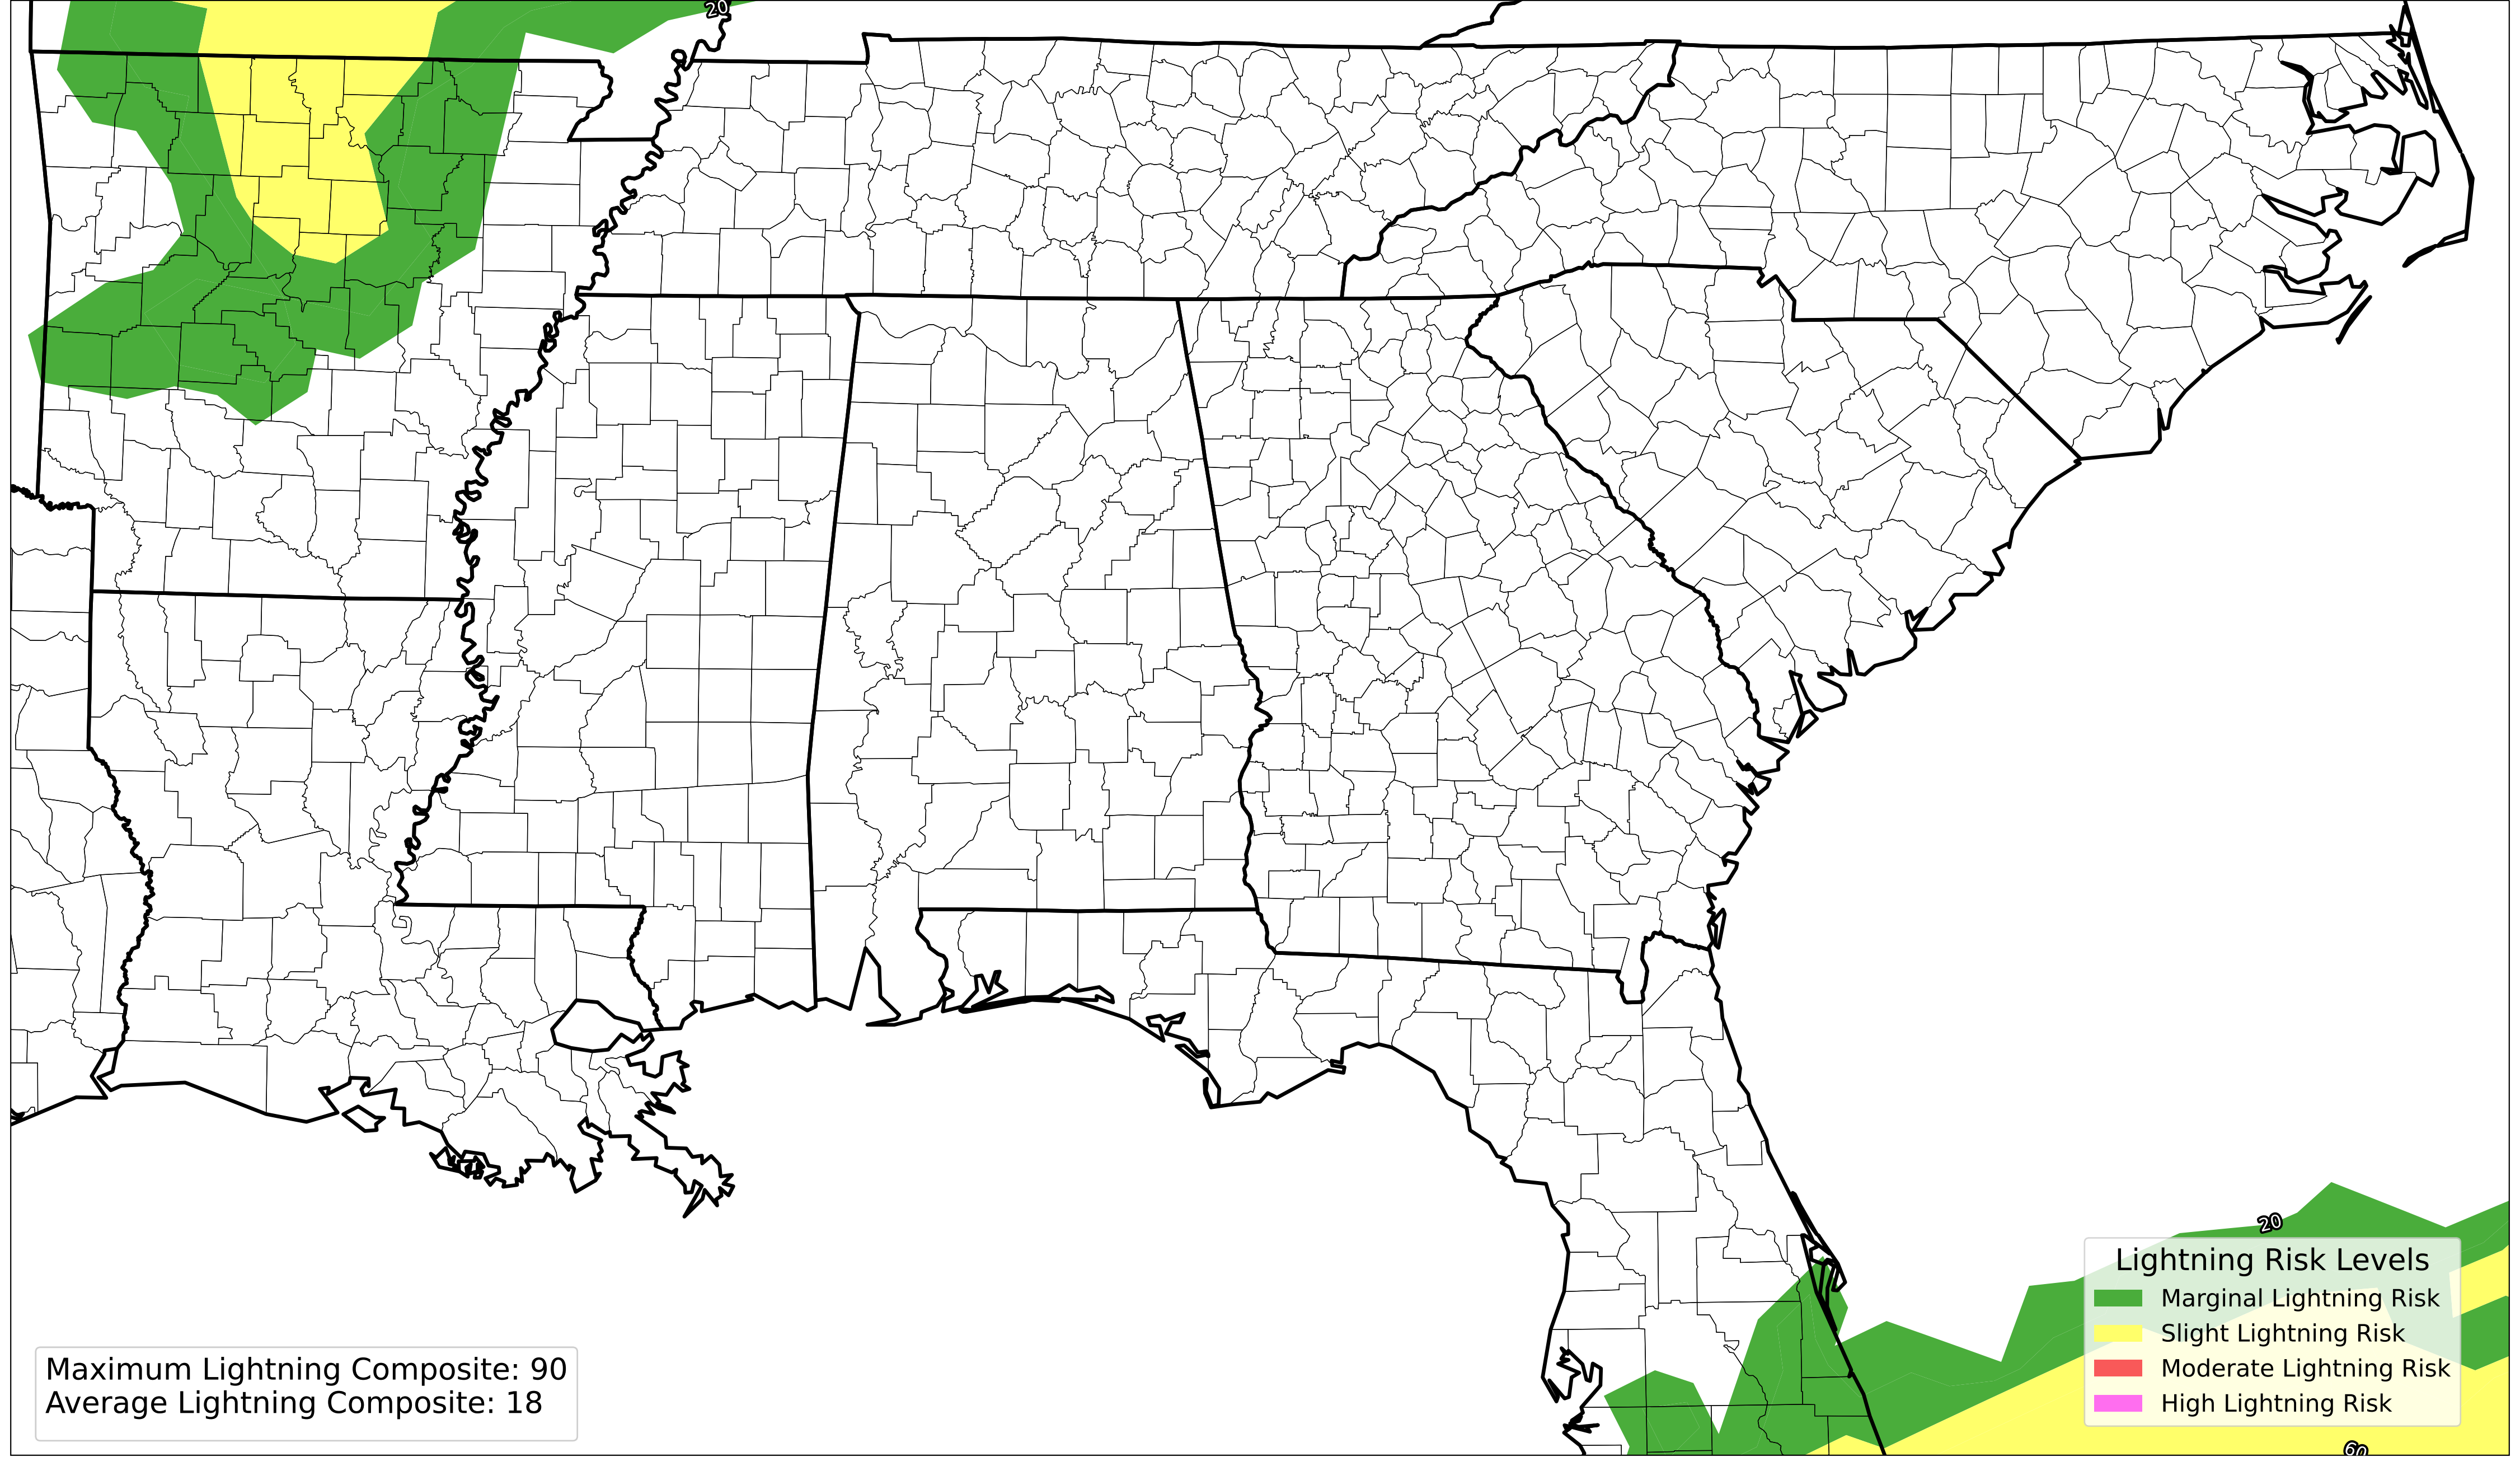 20
20
Lightning Risk Levels
Marginal Lightning Risk
Slight Lightning Risk
Moderate Lightning Risk
High Lightning Risk
Maximum Lightning Composite: 90
Average Lightning Composite: 18
60